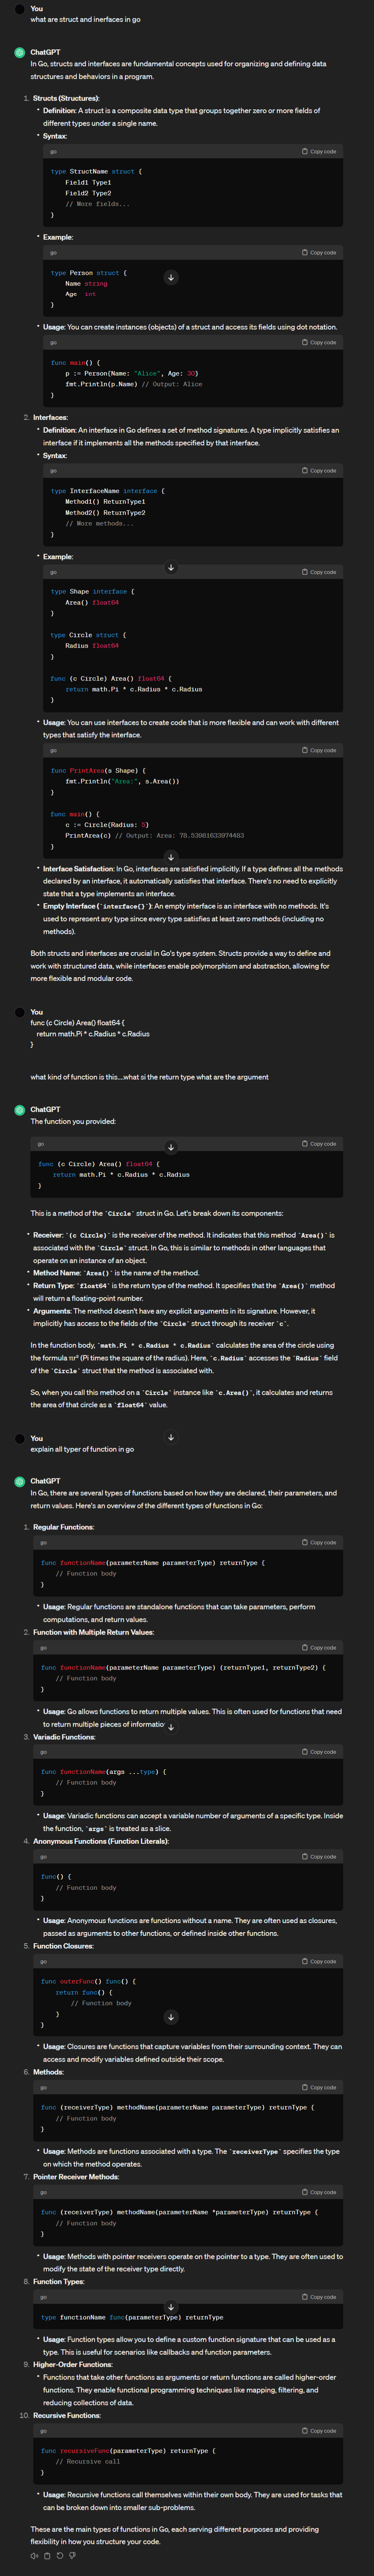 You
what are struct and inerfaces in go
ChatGPT
In Go, structs and interfaces are fundamental concepts used for organizing and defining data
structures and behaviors in a program.
1. Structs (Structures):
• Definition: A struct is a composite data type that groups together zero or more fields of
different types under a single name.
• Syntax:
go Copy code
type StructName struct {
    Field1 Type1
    Field2 Type2
    // More fields...
}
• Example:
go Copy code
type Person struct {
    Name string
    Age  int
}
• Usage: You can create instances (objects) of a struct and access its fields using dot notation.
go Copy code
func main() {
    p := Person{Name: "Alice", Age: 30}
    fmt.Println(p.Name) // Output: Alice
}
2. Interfaces:
• Definition: An interface in Go defines a set of method signatures. A type implicitly satisfies an
interface if it implements all the methods specified by that interface.
• Syntax:
go Copy code
type InterfaceName interface {
    Method1() ReturnType1
    Method2() ReturnType2
    // More methods...
}
• Example:
go Copy code
type Shape interface {
    Area() float64
}
type Circle struct {
    Radius float64
}
func (c Circle) Area() float64 {
    return math.Pi * c.Radius * c.Radius
}
• Usage: You can use interfaces to create code that is more flexible and can work with different
types that satisfy the interface.
go Copy code
func PrintArea(s Shape) {
    fmt.Println("Area:", s.Area())
}
func main() {
    c := Circle{Radius: 5}
    PrintArea(c) // Output: Area: 78.53981633974483
}
• Interface Satisfaction: In Go, interfaces are satisfied implicitly. If a type defines all the methods
declared by an interface, it automatically satisfies that interface. There's no need to explicitly
state that a type implements an interface.
• Empty Interface (`interface{}`): An empty interface is an interface with no methods. It's
used to represent any type since every type satisfies at least zero methods (including no
methods).
Both structs and interfaces are crucial in Go's type system. Structs provide a way to define and
work with structured data, while interfaces enable polymorphism and abstraction, allowing for
more flexible and modular code.
You
func (c Circle) Area() float64 {
    return math.Pi * c.Radius * c.Radius
}
what kind of function is this....what si the return type what are the argument
ChatGPT
The function you provided:
go Copy code
func (c Circle) Area() float64 {
    return math.Pi * c.Radius * c.Radius
}
This is a method of the `Circle` struct in Go. Let's break down its components:
• Receiver: `(c Circle)` is the receiver of the method. It indicates that this method `Area()` is
associated with the `Circle` struct. In Go, this is similar to methods in other languages that
operate on an instance of an object.
• Method Name: `Area()` is the name of the method.
• Return Type: `float64` is the return type of the method. It specifies that the `Area()` method
will return a floating-point number.
• Arguments: The method doesn't have any explicit arguments in its signature. However, it
implicitly has access to the fields of the `Circle` struct through its receiver `c`.
In the function body, `math.Pi * c.Radius * c.Radius` calculates the area of the circle using
the formula πr² (Pi times the square of the radius). Here, `c.Radius` accesses the `Radius` field
of the `Circle` struct that the method is associated with.
So, when you call this method on a `Circle` instance like `c.Area()`, it calculates and returns
the area of that circle as a `float64` value.
You
explain all typer of function in go
ChatGPT
In Go, there are several types of functions based on how they are declared, their parameters, and
return values. Here's an overview of the different types of functions in Go:
1. Regular Functions:
go Copy code
func functionName(parameterName parameterType) returnType {
    // Function body
}
• Usage: Regular functions are standalone functions that can take parameters, perform
computations, and return values.
2. Function with Multiple Return Values:
go Copy code
func functionName(parameterName parameterType) (returnType1, returnType2) {
    // Function body
}
• Usage: Go allows functions to return multiple values. This is often used for functions that need
to return multiple pieces of information
3. Variadic Functions:
go Copy code
func functionName(args ...type) {
    // Function body
}
• Usage: Variadic functions can accept a variable number of arguments of a specific type. Inside
the function, `args` is treated as a slice.
4. Anonymous Functions (Function Literals):
go Copy code
func() {
    // Function body
}
• Usage: Anonymous functions are functions without a name. They are often used as closures,
passed as arguments to other functions, or defined inside other functions.
5. Function Closures:
go Copy code
func outerFunc() func() {
    return func() {
        // Function body
    }
}
• Usage: Closures are functions that capture variables from their surrounding context. They can
access and modify variables defined outside their scope.
6. Methods:
go Copy code
func (receiverType) methodName(parameterName parameterType) returnType {
    // Function body
}
• Usage: Methods are functions associated with a type. The `receiverType` specifies the type
on which the method operates.
7. Pointer Receiver Methods:
go Copy code
func (receiverType) methodName(parameterName *parameterType) returnType {
    // Function body
}
• Usage: Methods with pointer receivers operate on the pointer to a type. They are often used to
modify the state of the receiver type directly.
8. Function Types:
go Copy code
type functionName func(parameterType) returnType
• Usage: Function types allow you to define a custom function signature that can be used as a
type. This is useful for scenarios like callbacks and function parameters.
9. Higher-Order Functions:
• Functions that take other functions as arguments or return functions are called higher-order
functions. They enable functional programming techniques like mapping, filtering, and
reducing collections of data.
10. Recursive Functions:
go Copy code
func recursiveFunc(parameterType) returnType {
    // Recursive call
}
• Usage: Recursive functions call themselves within their own body. They are used for tasks that
can be broken down into smaller sub-problems.
These are the main types of functions in Go, each serving different purposes and providing
flexibility in how you structure your code.